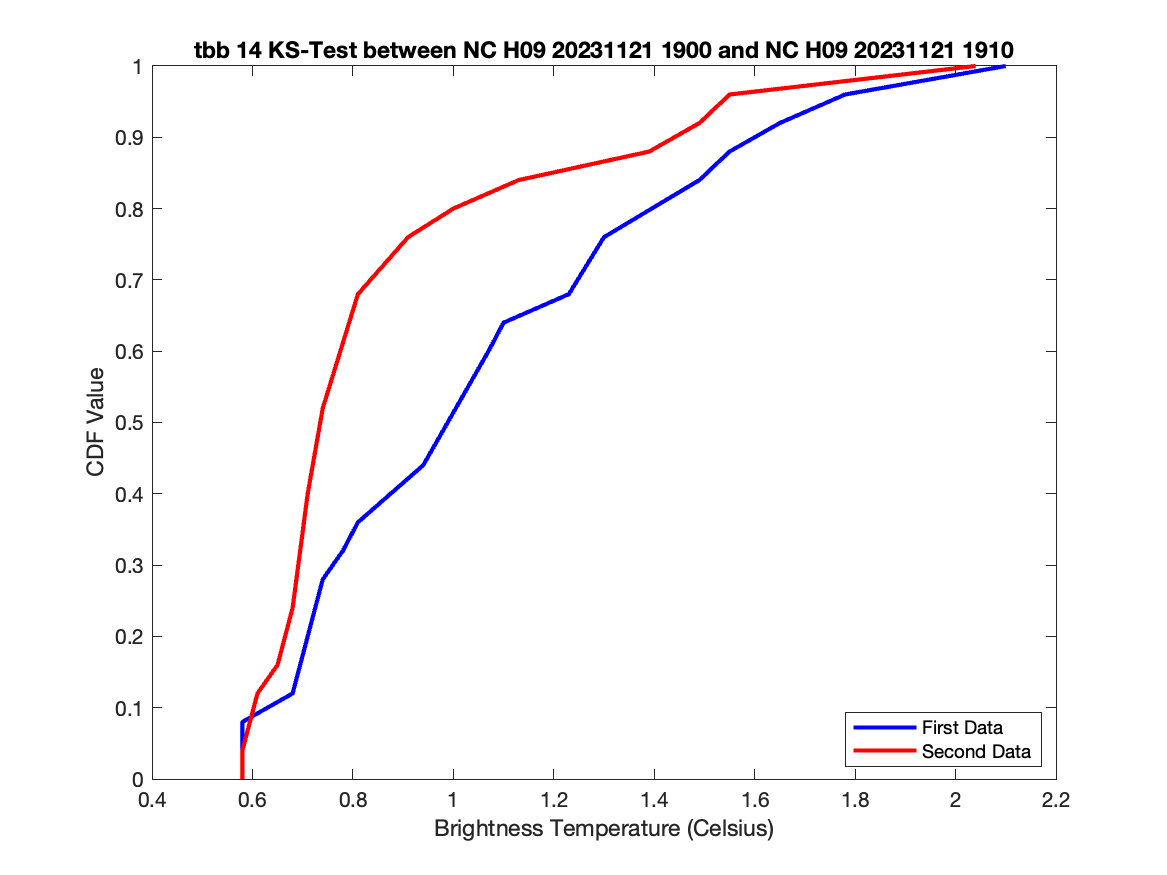 tbb 14 KS-Test between NC H09 20231121 1900 and NC H09 20231121 1910
1
0.9
0.8
0.7
0.6
0.5
0.4
0.3
0.2
0.1
0
CDF Value
First Data
Second Data
0.4 0.6 0.8 1 1.2 1.4 1.6 1.8 2 2.2
Brightness Temperature (Celsius)